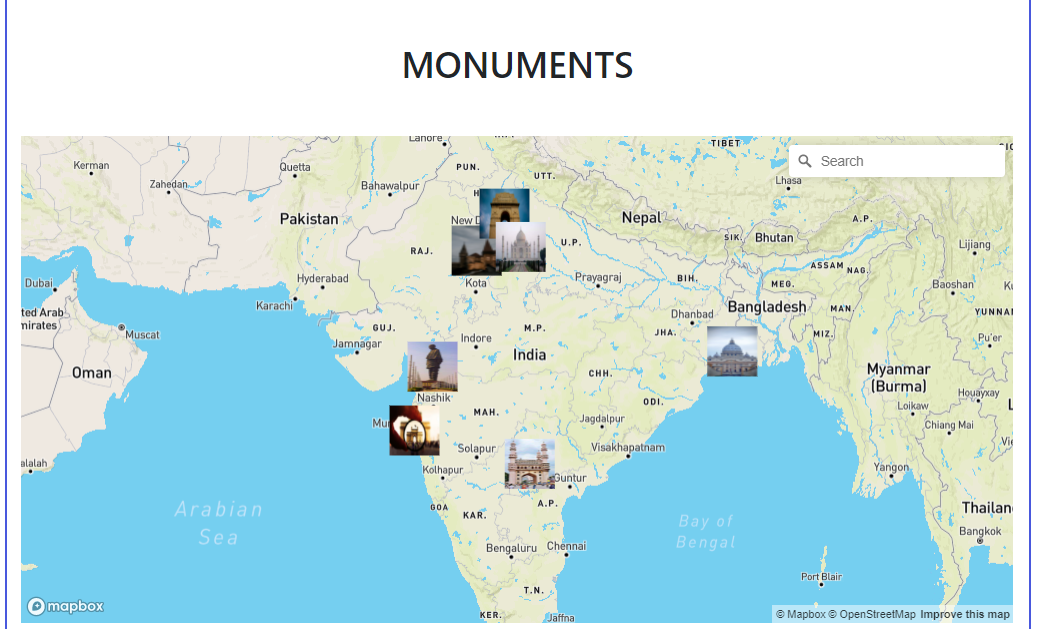 MONUMENTS
Lahore
TIBET
Search
Kerman
Quetta
PUN.
UTT.
Zahedan
Bahawalpur
Lhasa
Pakistan
New D
Nepal
A.P.
RAJ.
U.P.
SIK.
Bhutan
Lijiang
ASSAM
NAG.
Dubai
Hyderabad
Kota
Prayagraj
BIH.
MEG.
Baoshan
Karachi
Bangladesh
MAN.
ted Arab
mirates
Muscat
Dhanbad
YUNNA
GUJ.
M.P.
JHA.
MIZ.
Jamnagar
Indore
India
Pu'er
Oman
CHH.
Myanmar
(Burma)
Nashik
ODI.
Houayxay
MAH.
Loikaw
Mu
Jagdalpur
Chiang Mai
Solapur
Visakhapatnam
alalah
Kolhapur
Guntur
Yangon
GOA
KAR.
A.P.
Thailan
Arabian
Sea
Bay of
Bengal
Bangkok
Bengaluru
Chennai
Port Blair
T.N.
mapbox
KER.
Jaffna
© Mapbox © OpenStreetMap Improve this map